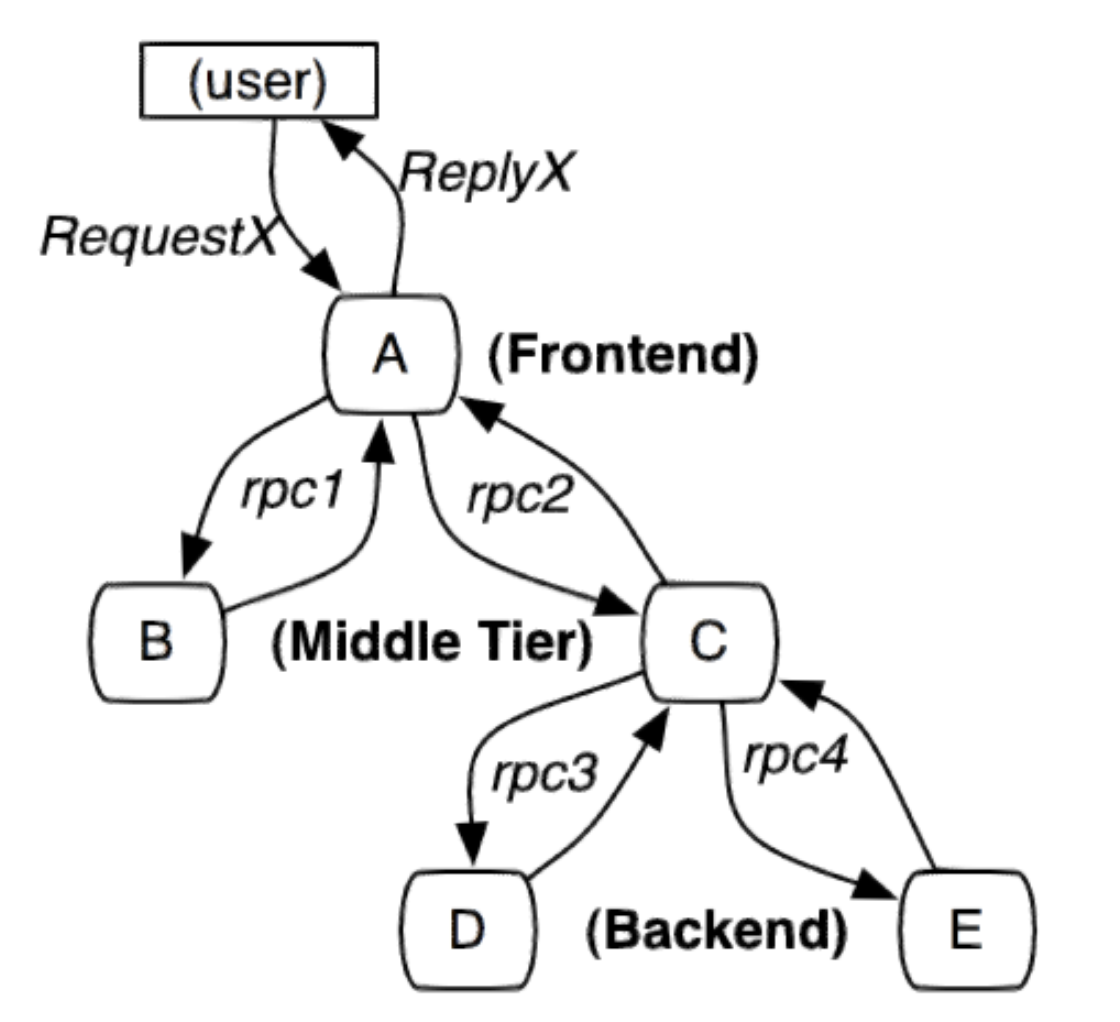 (user)
ReplyX
RequestX
A
(Frontend)
rpc1
rpc2
B
(Middle Tier)
C
rpc3
rpc4
D
(Backend)
E